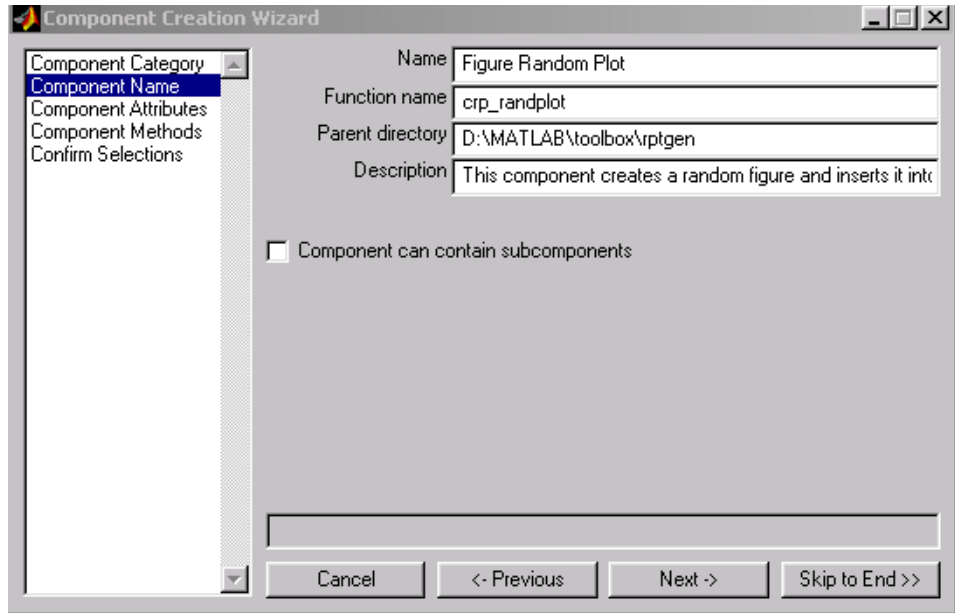 Component Creation Wizard
Component Category
Component Name
Component Attributes
Component Methods
Confirm Selections
Name Figure Random Plot
Function name crp_randplot
Parent directory D:\MATLAB\toolbox\rptgen
Description This component creates a random figure and inserts it
Component can contain subcomponents
Cancel <- Previous Next -> Skip to End >>